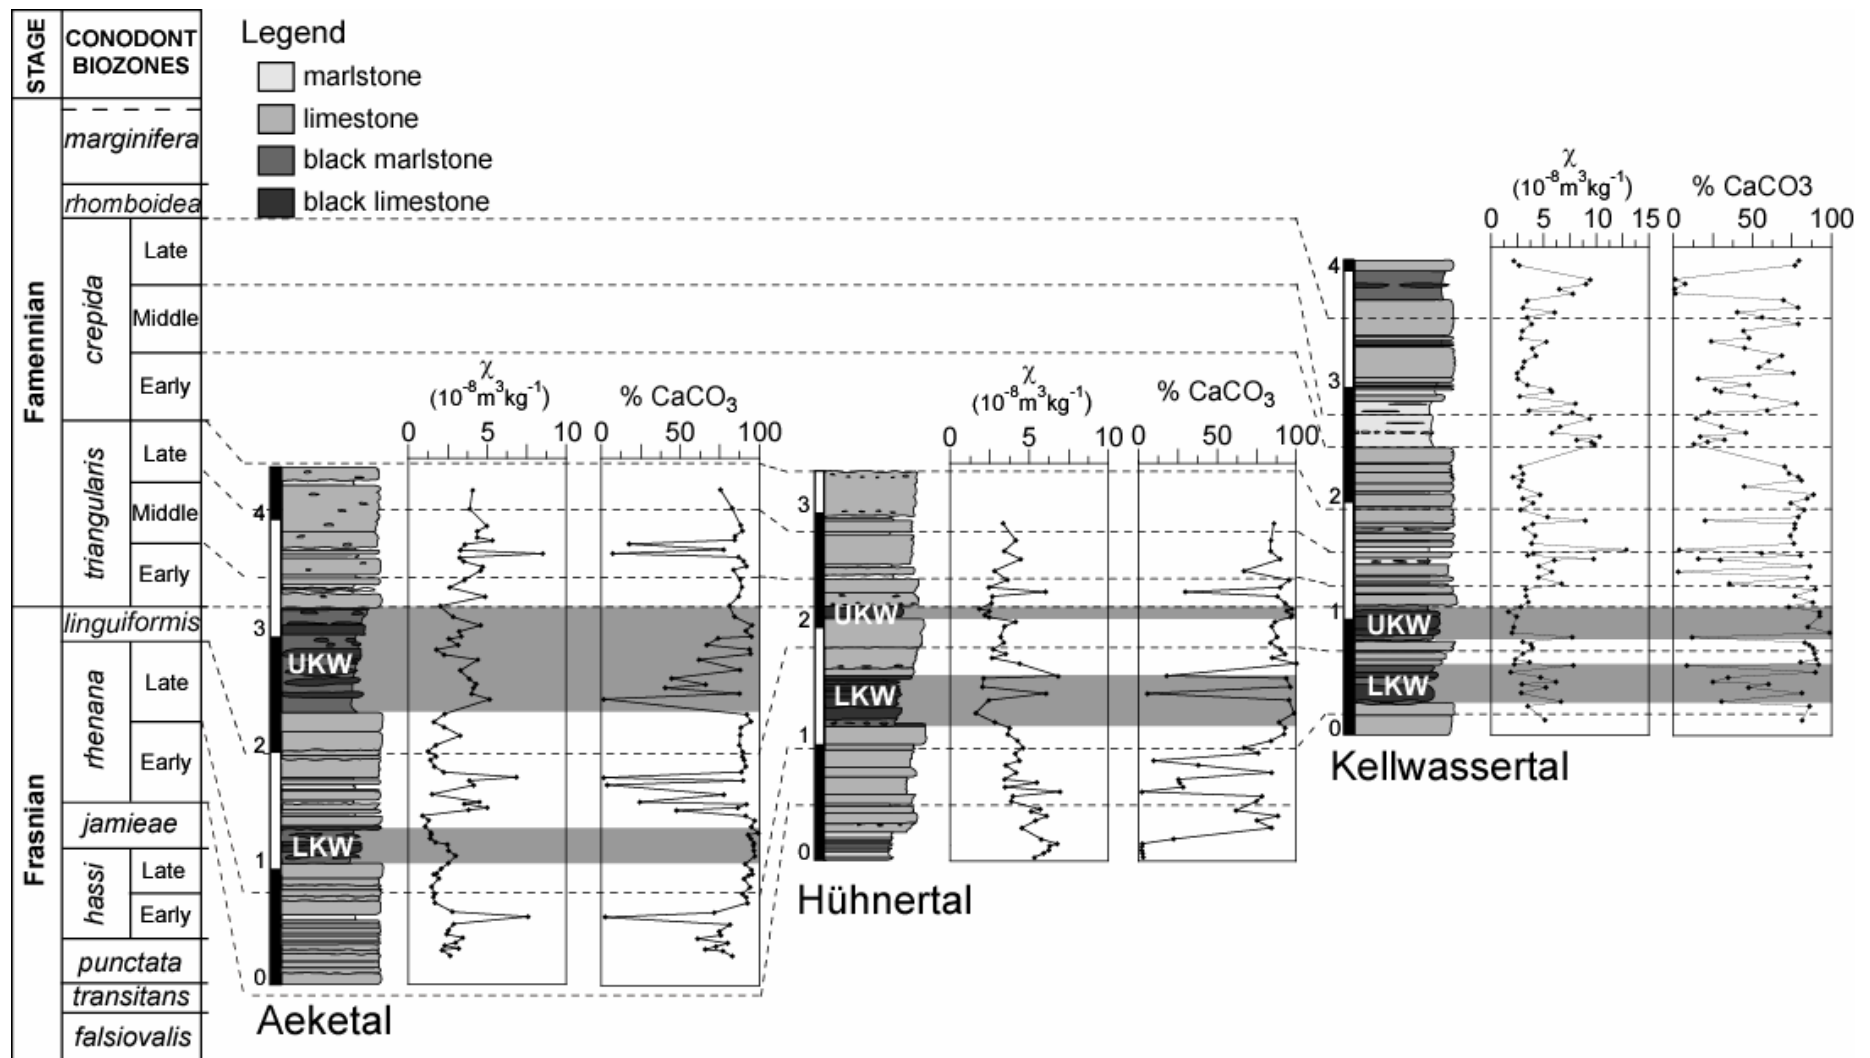 STAGE
CONODONT
BIOZONES
Legend
marlstone
limestone
black marlstone
black limestone
Famennian
marginifera
rhomboidea
crepida
Late
Middle
Early
triangularis
Late
Middle
Early
Frasnian
linguiformis
rhenana
Late
Early
jamieae
hassi
Late
Early
punctata
transitans
falsiovalis
χ
(10⁻⁸m³kg⁻¹)
% CaCO₃
0 5 10
0 50 100
4
3
2
1
0
UKW
LKW
Aeketal
χ
(10⁻⁸m³kg⁻¹)
% CaCO₃
0 5 10
0 50 100
3
2
1
0
UKW
LKW
Hühnertal
χ
(10⁻⁸m³kg⁻¹)
% CaCO3
0 5 10 15
0 50 100
4
3
2
1
0
UKW
LKW
Kellwassertal